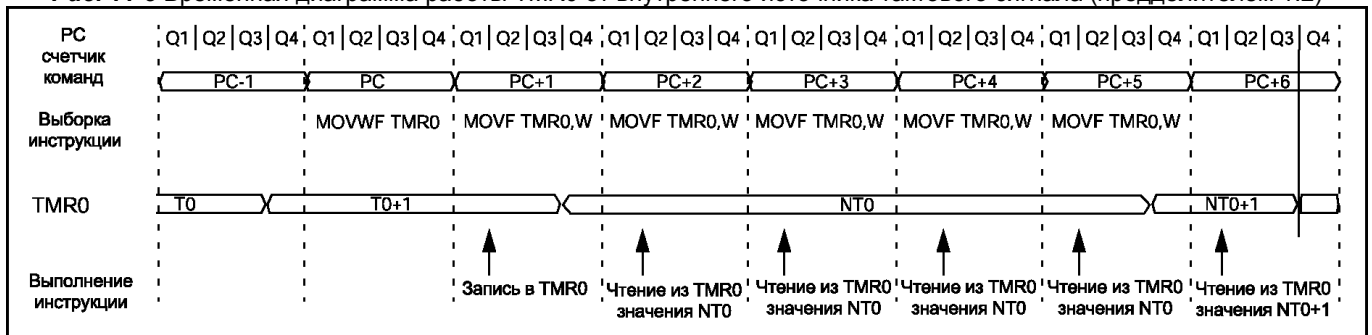 PC
счетчик
команд
Q1 Q2 Q3 Q4 Q1 Q2 Q3 Q4 Q1 Q2 Q3 Q4 Q1 Q2 Q3 Q4 Q1 Q2 Q3 Q4 Q1 Q2 Q3 Q4 Q1 Q2 Q3 Q4 Q1 Q2 Q3 Q4
PC-1 PC PC+1 PC+2 PC+3 PC+4 PC+5 PC+6
Выборка
инструкции
MOVWF TMR0 MOVF TMR0,W MOVF TMR0,W MOVF TMR0,W MOVF TMR0,W MOVF TMR0,W
TMR0 T0 T0+1 NT0 NT0+1
Выполнение
инструкции
Запись в TMR0
Чтение из TMR0
значения NT0
Чтение из TMR0
значения NT0
Чтение из TMR0
значения NT0
Чтение из TMR0
значения NT0
Чтение из TMR0
значения NT0+1